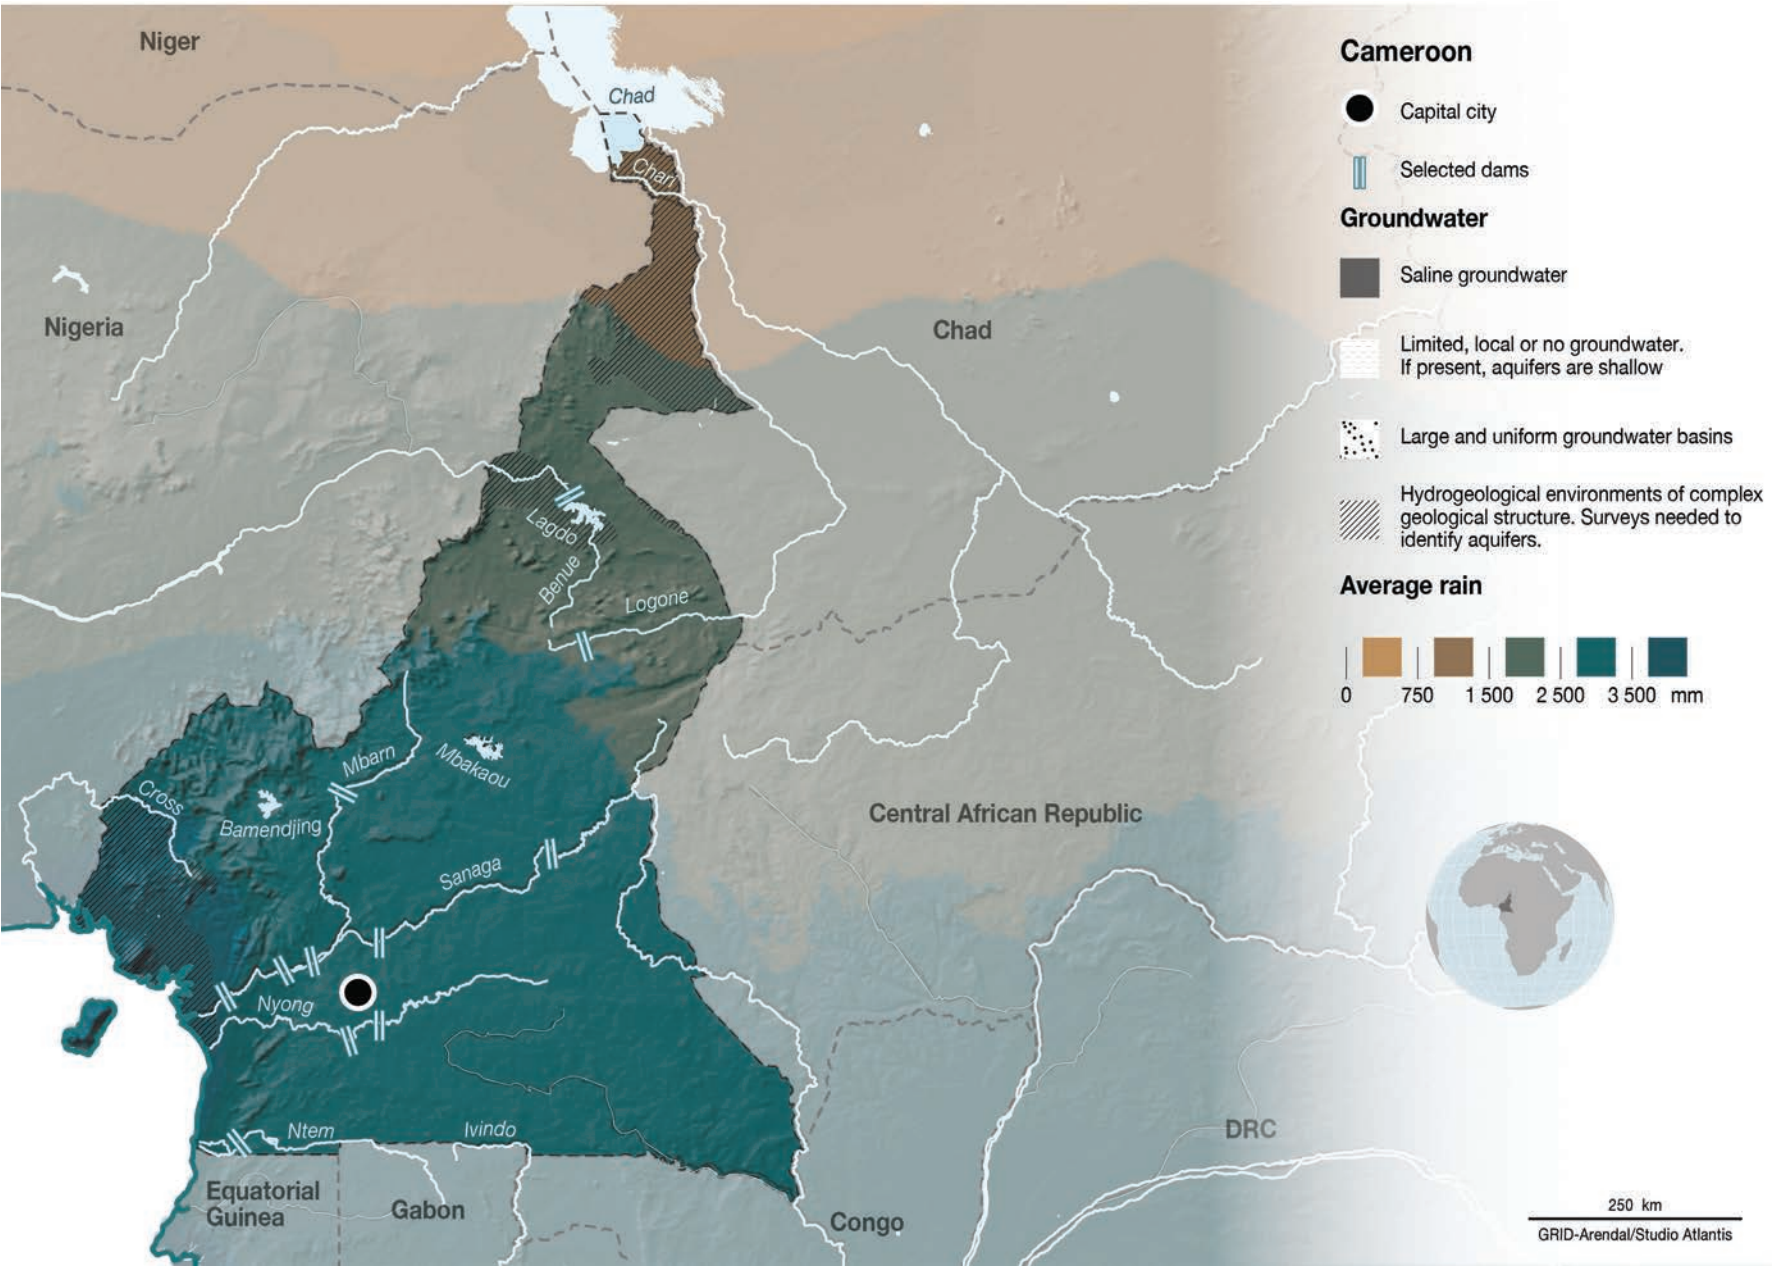 Niger
Chad
Chari
Nigeria
Chad
Lagdo
Benue
Logone
Mbarn
Mbakaou
Cross
Bamendjing
Sanaga
Central African Republic
Nyong
Ntem
Ivindo
DRC
Equatorial
Guinea
Gabon
Congo
Cameroon
Capital city
Selected dams
Groundwater
Saline groundwater
Limited, local or no groundwater.
If present, aquifers are shallow
Large and uniform groundwater basins
Hydrogeological environments of complex
geological structure. Surveys needed to
identify aquifers.
Average rain
0 750 1 500 2 500 3 500 mm
250 km
GRID-Arendal/Studio Atlantis